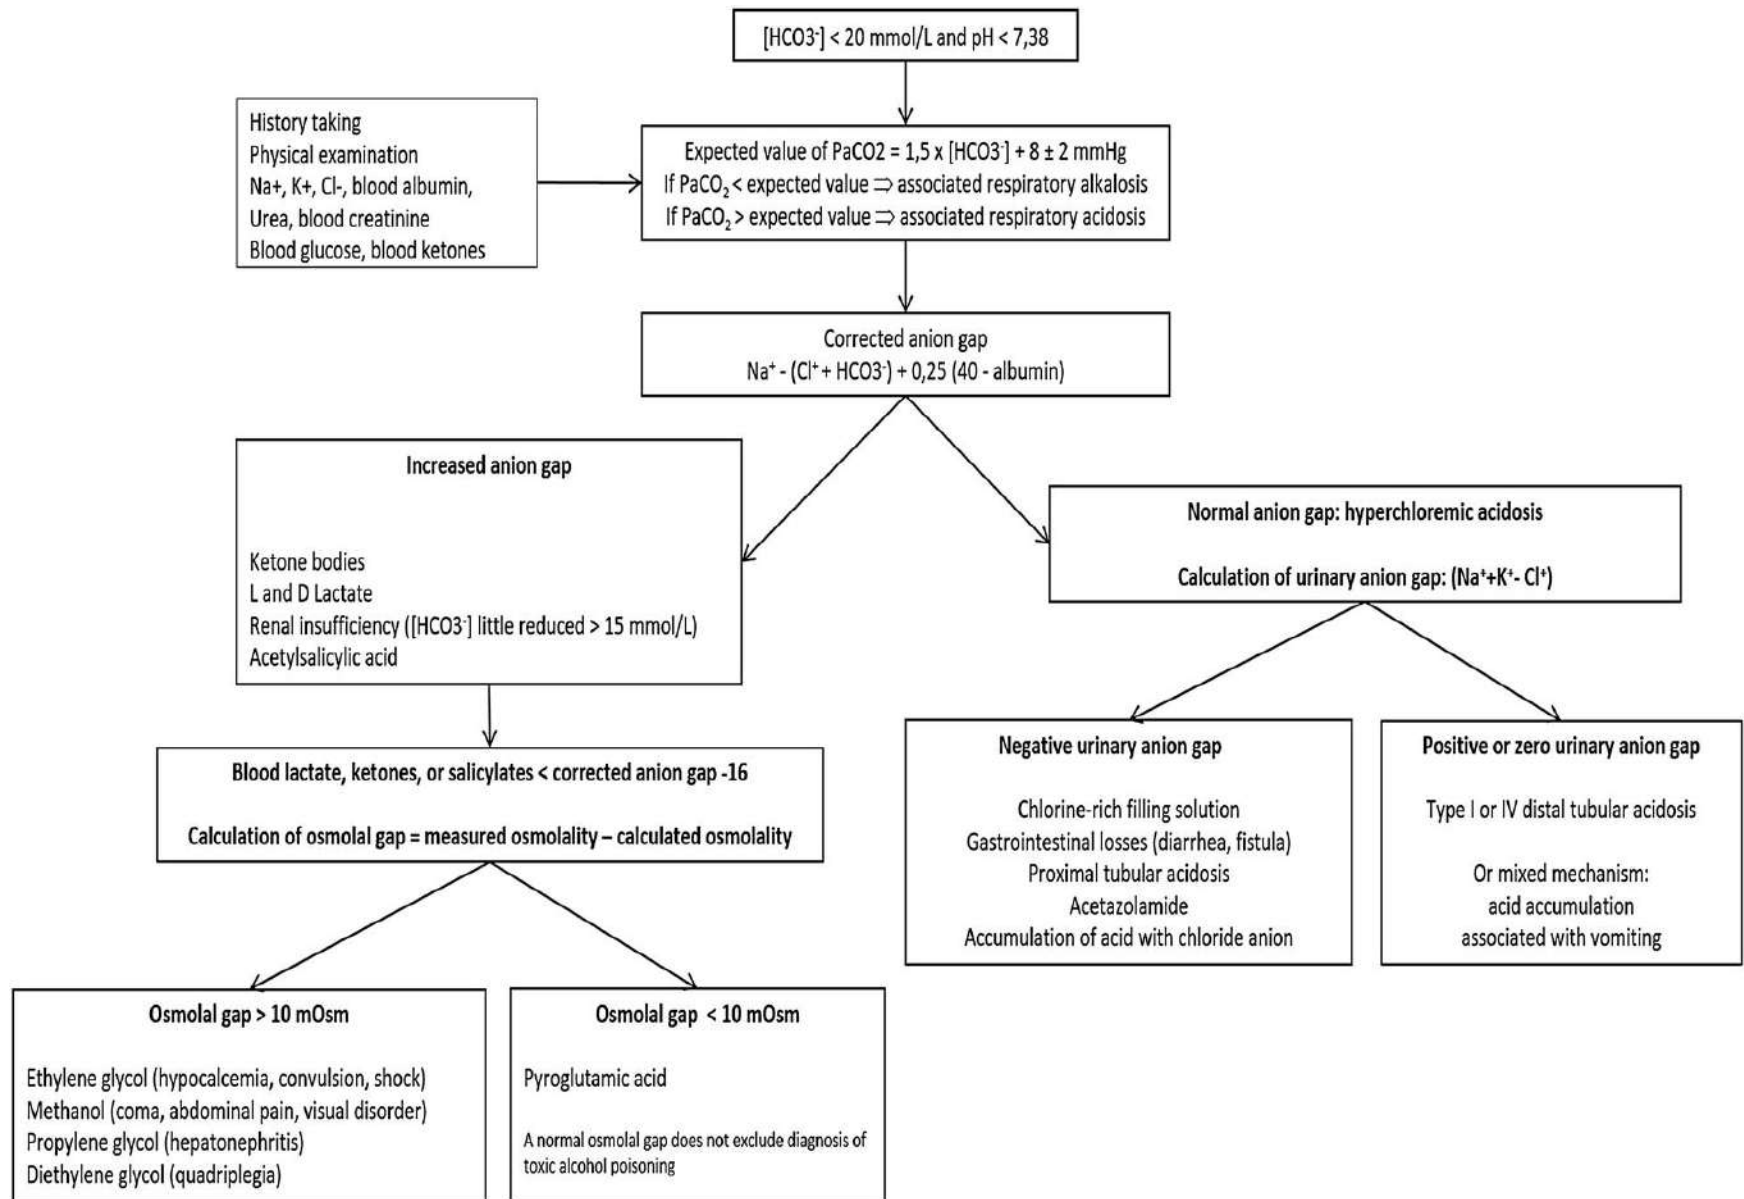 [HCO3⁻] < 20 mmol/L and pH < 7,38
History taking
Physical examination
Na+, K+, Cl-, blood albumin,
Urea, blood creatinine
Blood glucose, blood ketones
Expected value of PaCO2 = 1,5 x [HCO3⁻] + 8 ± 2 mmHg
If PaCO₂ < expected value ⇒ associated respiratory alkalosis
If PaCO₂ > expected value ⇒ associated respiratory acidosis
Corrected anion gap
Na⁺ - (Cl⁺ + HCO3⁻) + 0,25 (40 - albumin)
Increased anion gap
Ketone bodies
L and D Lactate
Renal insufficiency ([HCO3⁻] little reduced > 15 mmol/L)
Acetylsalicylic acid
Normal anion gap: hyperchloremic acidosis
Calculation of urinary anion gap: (Na⁺+K⁺- Cl⁺)
Blood lactate, ketones, or salicylates < corrected anion gap -16
Calculation of osmolal gap = measured osmolality – calculated osmolality
Negative urinary anion gap
Chlorine-rich filling solution
Gastrointestinal losses (diarrhea, fistula)
Proximal tubular acidosis
Acetazolamide
Accumulation of acid with chloride anion
Positive or zero urinary anion gap
Type I or IV distal tubular acidosis
Or mixed mechanism:
acid accumulation
associated with vomiting
Osmolal gap > 10 mOsm
Ethylene glycol (hypocalcemia, convulsion, shock)
Methanol (coma, abdominal pain, visual disorder)
Propylene glycol (hepatonephritis)
Diethylene glycol (quadriplegia)
Osmolal gap < 10 mOsm
Pyroglutamic acid
A normal osmolal gap does not exclude diagnosis of
toxic alcohol poisoning